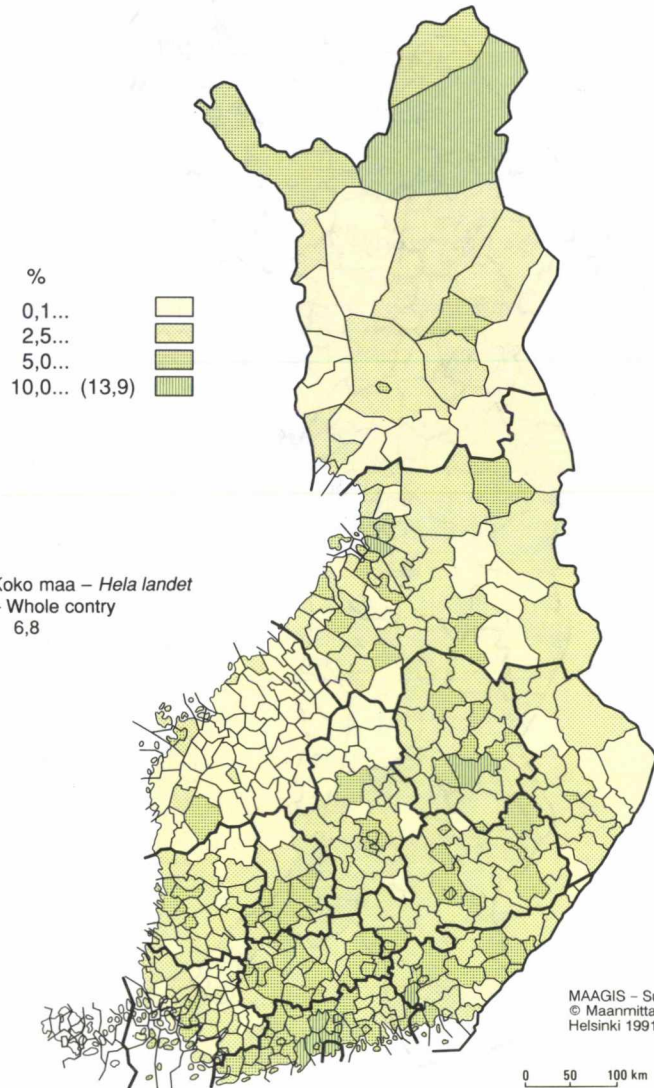 %
0,1...
2,5...
5,0...
10,0... (13,9)
Koko maa – Hela landet
- Whole contry
6,8
MAAGIS – Su
© Maanmitta
Helsinki 1991
0 50 100 km